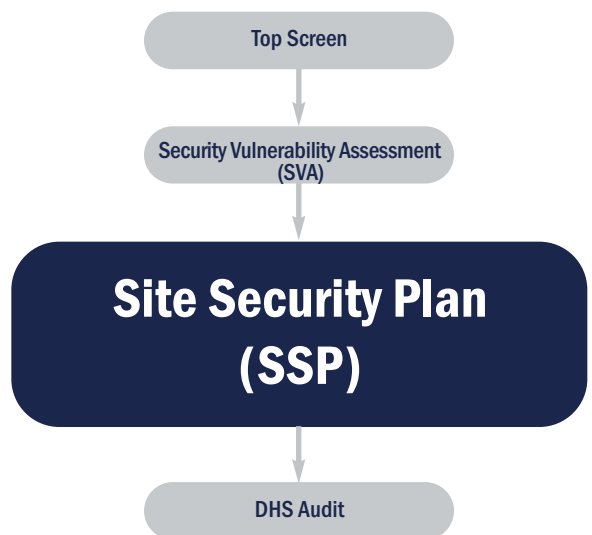 Top Screen
Security Vulnerability Assessment
(SVA)
Site Security Plan
(SSP)
DHS Audit